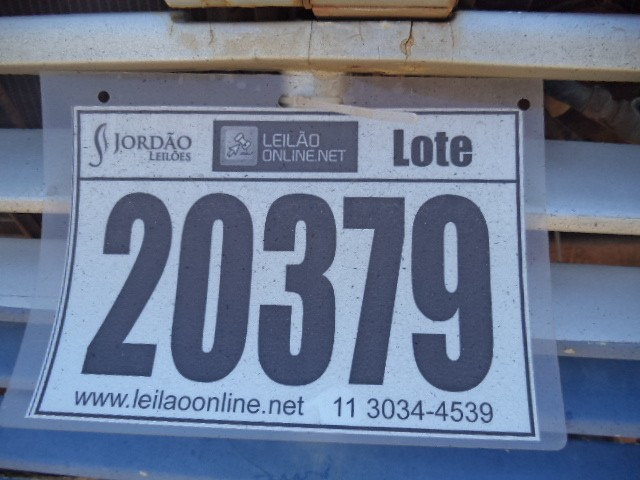 JORDÃO
LEILÕES
LEILÃO
ONLINE.NET
Lote
20379
www.leilaoonline.net 11 3034-4539